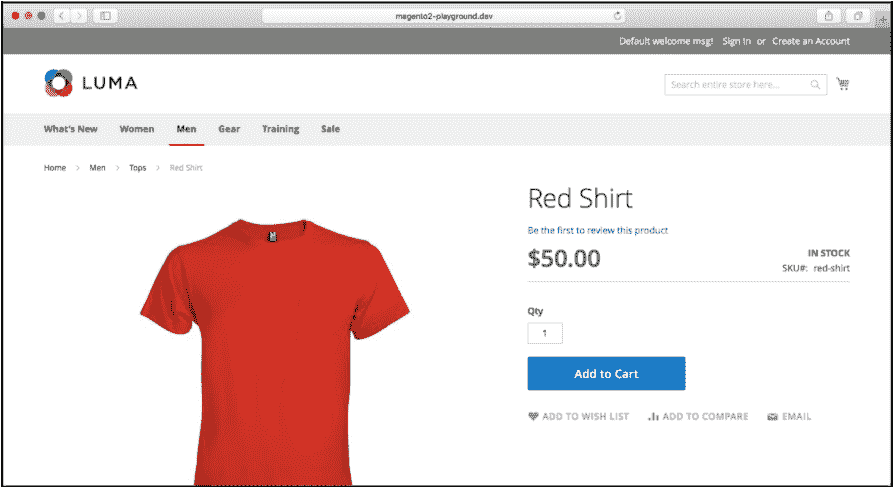 magento2-playground.dev
Default welcome msg! Sign In or Create an Account
LUMA
Search entire store here...
What's New Women Men Gear Training Sale
Home > Men > Tops > Red Shirt
Red Shirt
Be the first to review this product
$50.00
IN STOCK
SKU#: red-shirt
Qty
1
Add to Cart
ADD TO WISH LIST ADD TO COMPARE EMAIL